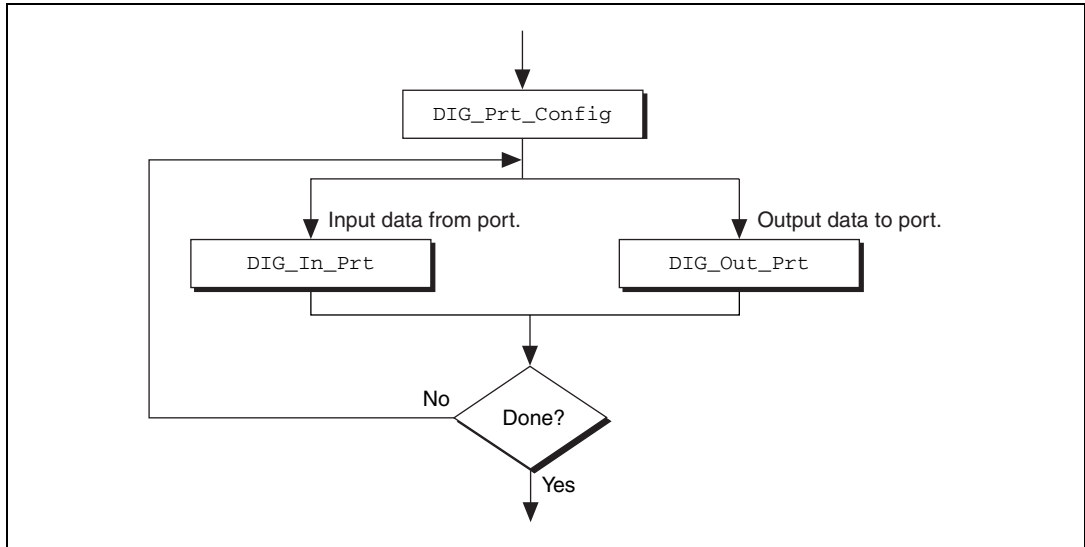 DIG_Prt_Config
Input data from port.
Output data to port.
DIG_In_Prt
DIG_Out_Prt
No
Done?
Yes